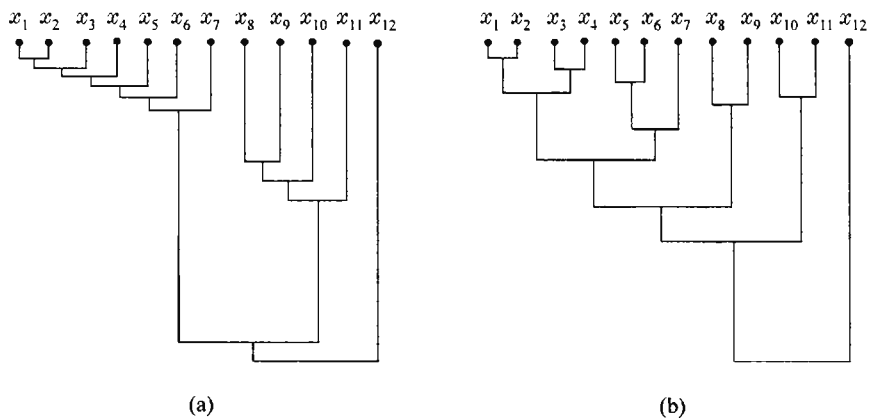 x₁ x₂ x₃ x₄ x₅ x₆ x₇ x₈ x₉ x₁₀ x₁₁ x₁₂
x₁ x₂ x₃ x₄ x₅ x₆ x₇ x₈ x₉ x₁₀ x₁₁ x₁₂
(a)
(b)